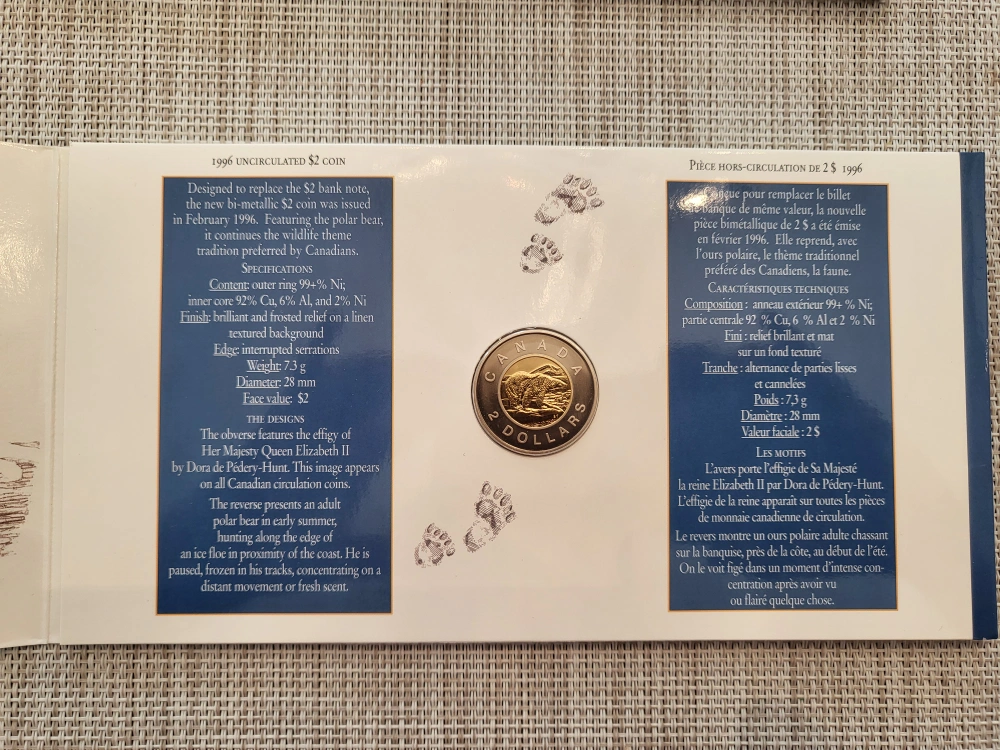 1996 UNCIRCULATED $2 COIN
Designed to replace the $2 bank note,
the new bi-metallic $2 coin was issued
in February 1996. Featuring the polar bear,
it continues the wildlife theme
tradition preferred by Canadians.
SPECIFICATIONS
Content: outer ring 99+% Ni;
inner core 92% Cu, 6% Al, and 2% Ni
Finish: brilliant and frosted relief on a linen
textured background
Edge: interrupted serrations
Weight: 7.3 g
Diameter: 28 mm
Face value: $2
THE DESIGNS
The obverse features the effigy of
Her Majesty Queen Elizabeth II
by Dora de Pédery-Hunt. This image appears
on all Canadian circulation coins.
The reverse presents an adult
polar bear in early summer,
hunting along the edge of
an ice floe in proximity of the coast. He is
paused, frozen in his tracks, concentrating on a
distant movement or fresh scent.
CANADA
2 DOLLARS
PIÈCE HORS-CIRCULATION DE 2 $ 1996
Conçue pour remplacer le billet
de banque de même valeur, la nouvelle
pièce bimétallique de 2 $ a été émise
en février 1996. Elle reprend, avec
l'ours polaire, le thème traditionnel
préféré des Canadiens, la faune.
CARACTÉRISTIQUES TECHNIQUES
Composition : anneau extérieur 99+ % Ni;
partie centrale 92 % Cu, 6 % Al et 2 % Ni
Fini : relief brillant et mat
sur un fond texturé
Tranche : alternance de parties lisses
et cannelées
Poids : 7,3 g
Diamètre : 28 mm
Valeur faciale : 2 $
LES MOTIFS
L'avers porte l'effigie de Sa Majesté
la reine Elizabeth II par Dora de Pédery-Hunt.
L'effigie de la reine apparaît sur toutes les pièces
de monnaie canadienne de circulation.
Le revers montre un ours polaire adulte chassant
sur la banquise, près de la côte, au début de l'été.
On le voit figé dans un moment d'intense con-
centration après avoir vu
ou flairé quelque chose.